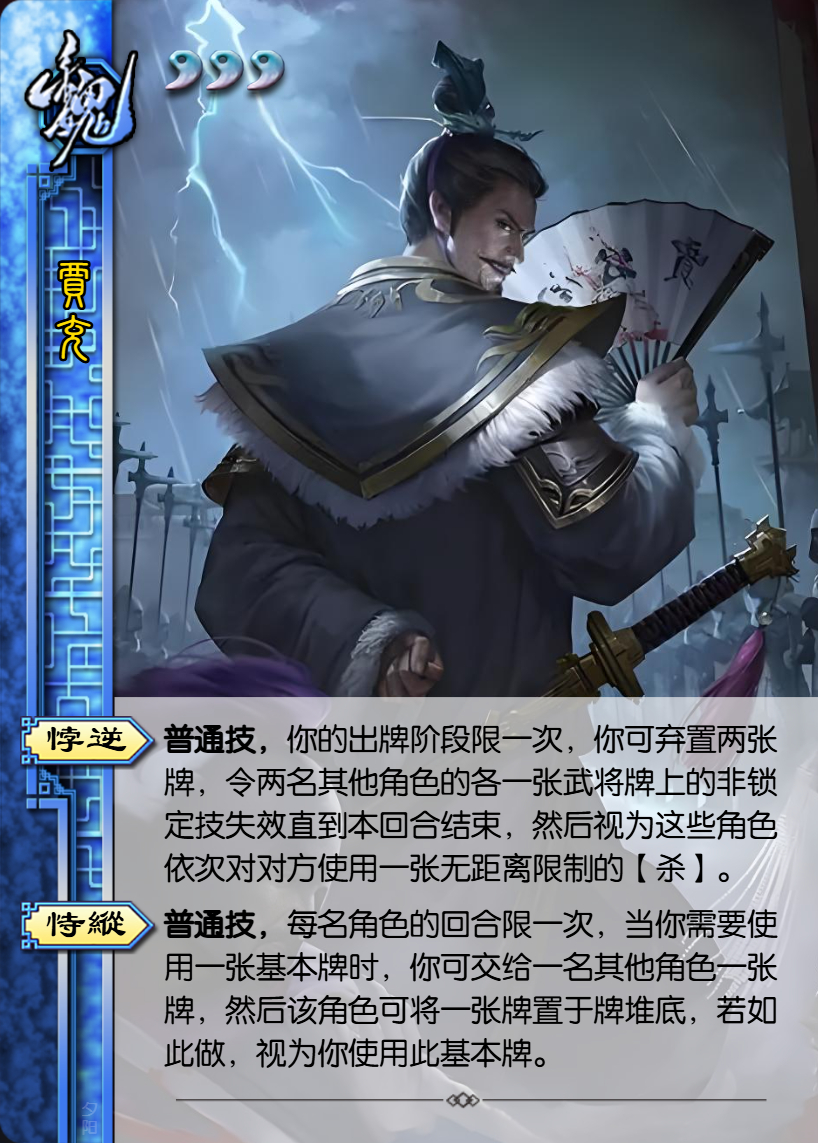 魏
賈充
賈
悖逆
普通技，你的出牌阶段限一次，你可弃置两张
牌，令两名其他角色的各一张武将牌上的非锁
定技失效直到本回合结束，然后视为这些角色
依次对对方使用一张无距离限制的【杀】。
恃縱
普通技，每名角色的回合限一次，当你需要使
用一张基本牌时，你可交给一名其他角色一张
牌，然后该角色可将一张牌置于牌堆底，若如
此做，视为你使用此基本牌。
夕阳